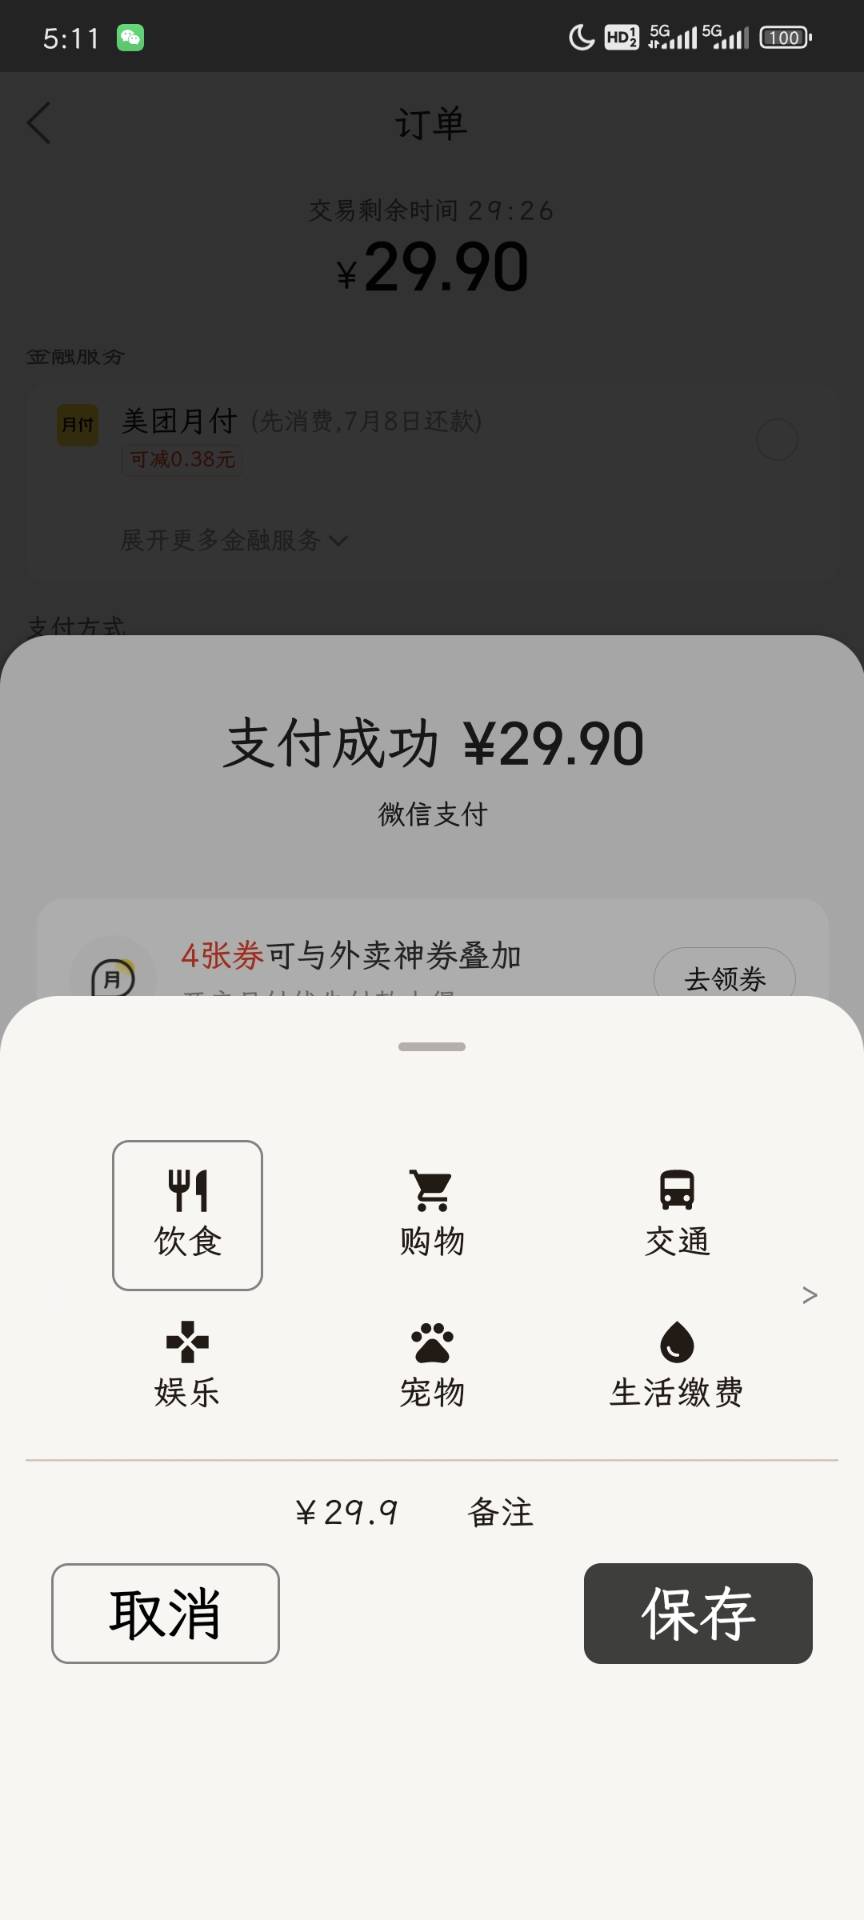 5:11
HD 1 2 5G 5G 100
订单
交易剩余时间 29:26
¥29.90
金融服务
月付 美团月付 (先消费,7月8日还款)
可减0.38元
展开更多金融服务
支付方式
支付成功 ¥29.90
微信支付
4张券可与外卖神券叠加
月
去领券
饮食 购物 交通
>
娱乐 宠物 生活缴费
¥29.9 备注
取消 保存